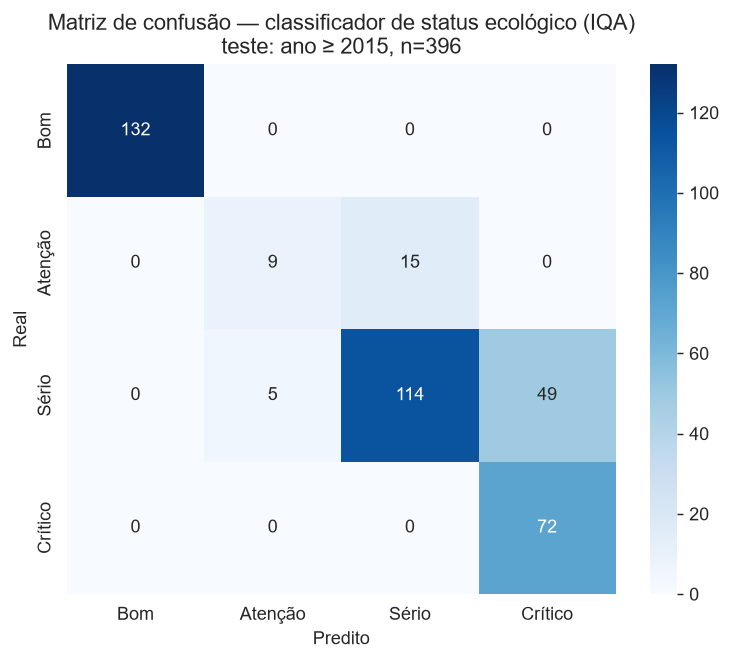 Matriz de confusão — classificador de status ecológico (IQA)
teste: ano ≥ 2015, n=396
Real
Bom
132 0 0 0
Atenção
0 9 15 0
Sério
0 5 114 49
Crítico
0 0 0 72
Bom Atenção Sério Crítico
Predito
120
100
80
60
40
20
0